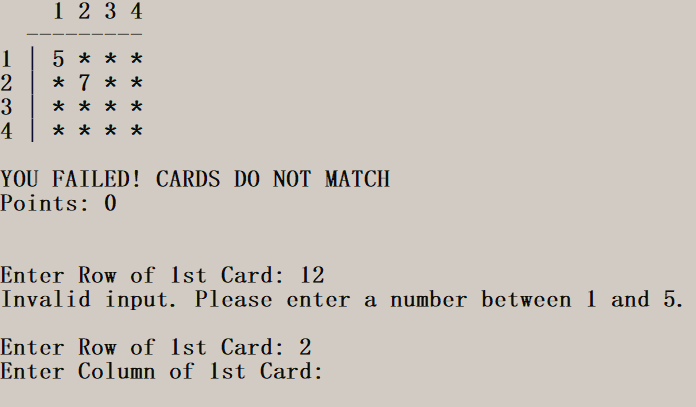 1 2 3 4
---------
1 | 5 * * *
2 | * 7 * *
3 | * * * *
4 | * * * *
YOU FAILED! CARDS DO NOT MATCH
Points: 0
Enter Row of 1st Card: 12
Invalid input. Please enter a number between 1 and 5.
Enter Row of 1st Card: 2
Enter Column of 1st Card: